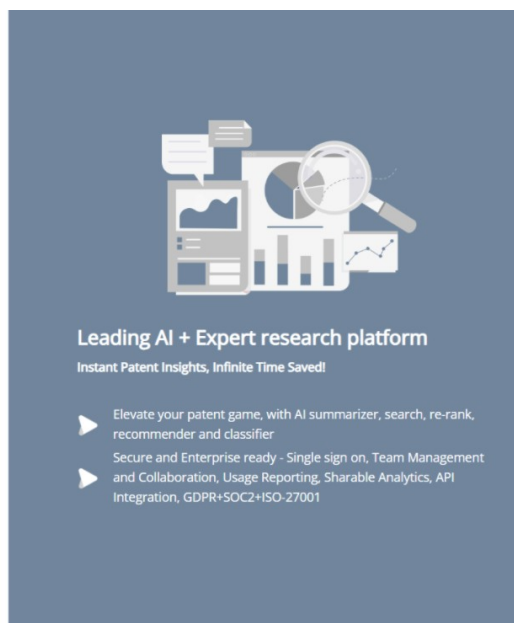 Leading AI + Expert research platform
Instant Patent Insights, Infinite Time Saved!
Elevate your patent game, with AI summarizer, search, re-rank,
recommender and classifier
Secure and Enterprise ready - Single sign on, Team Management
and Collaboration, Usage Reporting, Sharable Analytics, API
Integration, GDPR+SOC2+ISO-27001